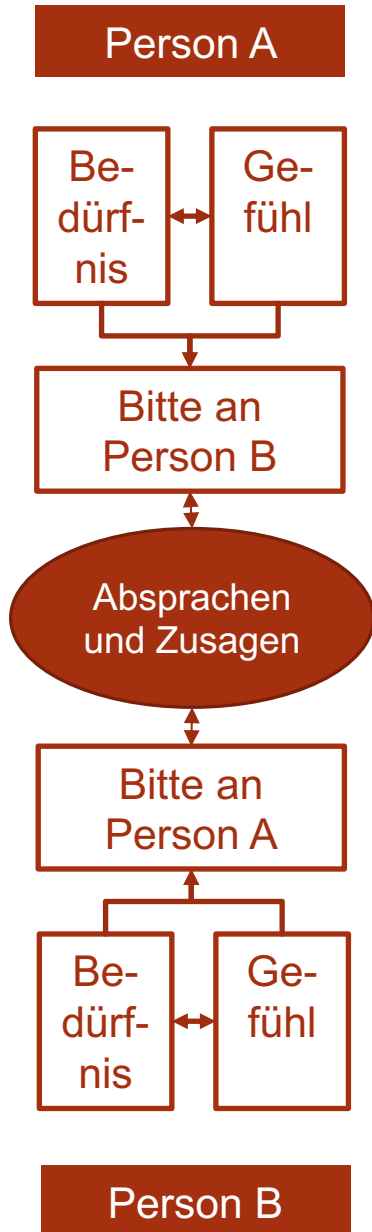 Person A
Be-
dürf-
nis
Ge-
fühl
Bitte an
Person B
Absprachen
und Zusagen
Bitte an
Person A
Be-
dürf-
nis
Ge-
fühl
Person B